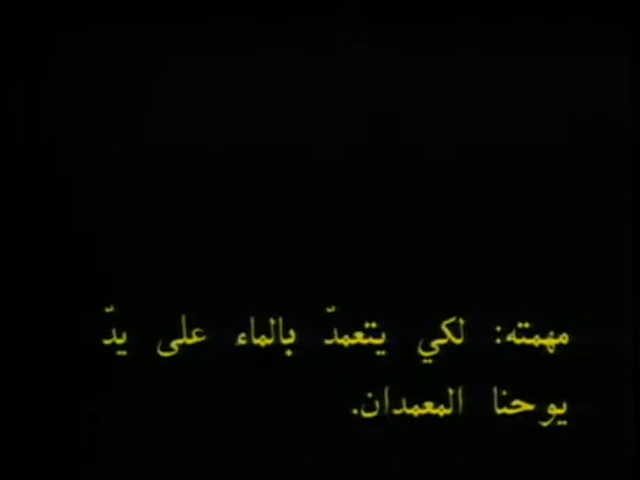 مهمته: لكي يتعمدّ بالماء على يدّ
يوحنا المعمدان.